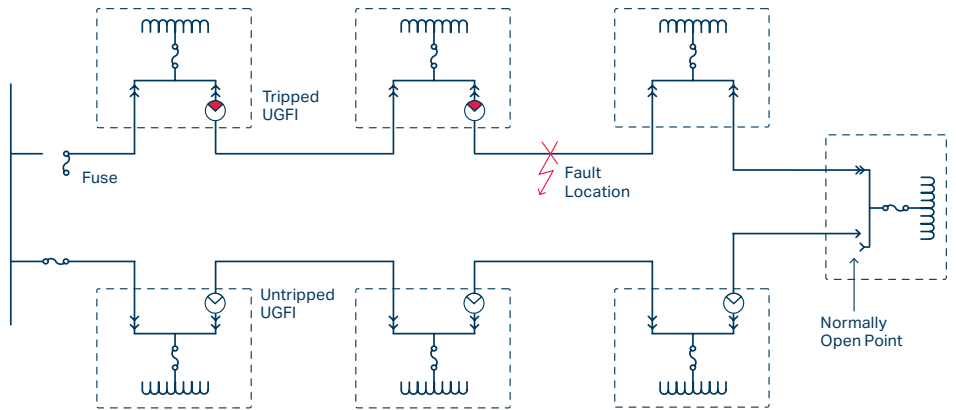 Tripped
UGFI
Fuse
Fault
Location
Untripped
UGFI
Normally
Open Point